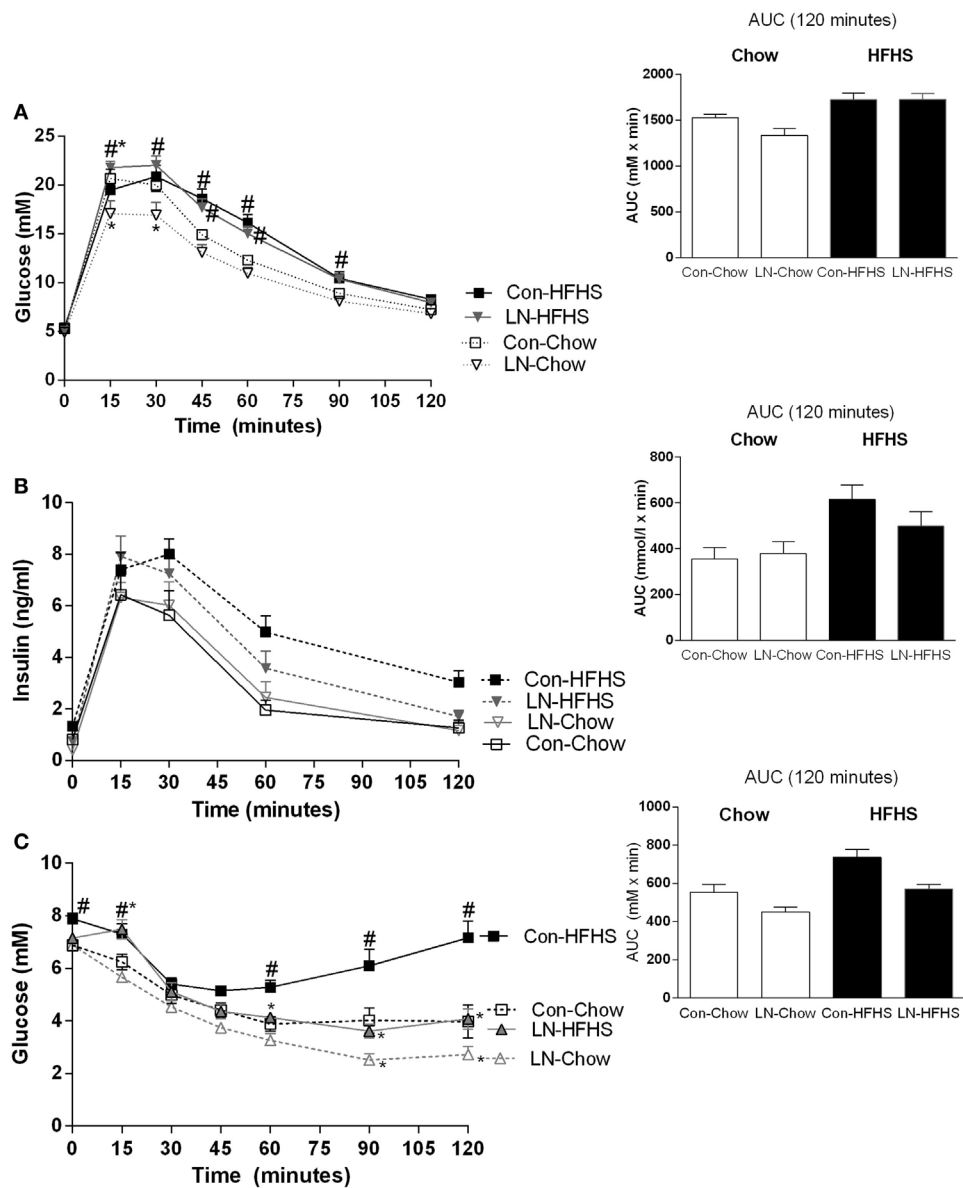 AUC (120 minutes)
Chow HFHS
2000
1500
1000
500
0
AUC (mM x min)
Con-Chow LN-Chow Con-HFHS LN-HFHS
A
25
20
15
10
5
0
Glucose (mM)
#* # # # #
# #
* *
Con-HFHS
LN-HFHS
Con-Chow
LN-Chow
0 15 30 45 60 75 90 105 120
Time (minutes)
AUC (120 minutes)
Chow HFHS
800
600
400
200
0
AUC (mmol/l x min)
Con-Chow LN-Chow Con-HFHS LN-HFHS
B
10
8
6
4
2
0
Insulin (ng/ml)
Con-HFHS
LN-HFHS
LN-Chow
Con-Chow
0 15 30 45 60 75 90 105 120
Time (minutes)
AUC (120 minutes)
Chow HFHS
1000
800
600
400
200
0
AUC (mM x min)
Con-Chow LN-Chow Con-HFHS LN-HFHS
C
10
8
6
4
2
0
Glucose (mM)
# #* # # #
* * *
* *
Con-HFHS
Con-Chow
LN-HFHS
LN-Chow
0 15 30 45 60 75 90 105 120
Time (minutes)